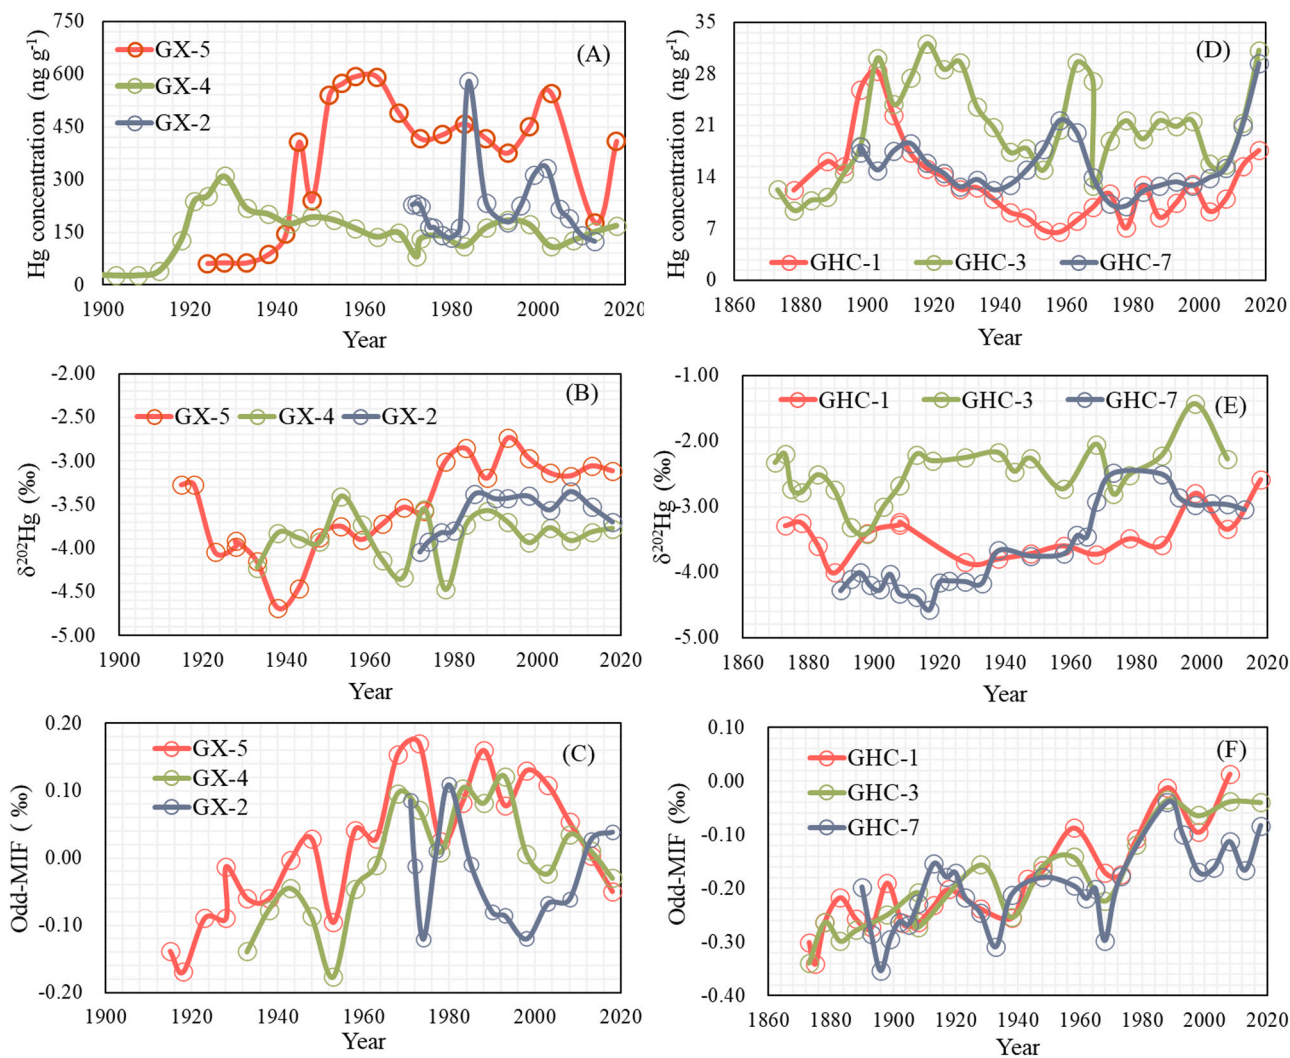 (A)
GX-5
GX-4
GX-2
Hg concentration (ng g-1)
750
600
450
300
150
0
1900 1920 1940 1960 1980 2000 2020
Year
(D)
Hg concentration (ng g-1)
35
28
21
14
7
0
GHC-1 GHC-3 GHC-7
1860 1880 1900 1920 1940 1960 1980 2000 2020
Year
(B)
GX-5 GX-4 GX-2
δ202Hg (‰)
-2.00
-2.50
-3.00
-3.50
-4.00
-4.50
-5.00
1900 1920 1940 1960 1980 2000 2020
Year
(E)
GHC-1 GHC-3 GHC-7
δ202Hg (‰)
-1.00
-2.00
-3.00
-4.00
-5.00
1860 1880 1900 1920 1940 1960 1980 2000 2020
Year
(C)
GX-5
GX-4
GX-2
Odd-MIF ( ‰)
0.20
0.10
0.00
-0.10
-0.20
1900 1920 1940 1960 1980 2000 2020
Year
(F)
GHC-1
GHC-3
GHC-7
Odd-MIF (‰)
0.10
0.00
-0.10
-0.20
-0.30
-0.40
1860 1880 1900 1920 1940 1960 1980 2000 2020
Year